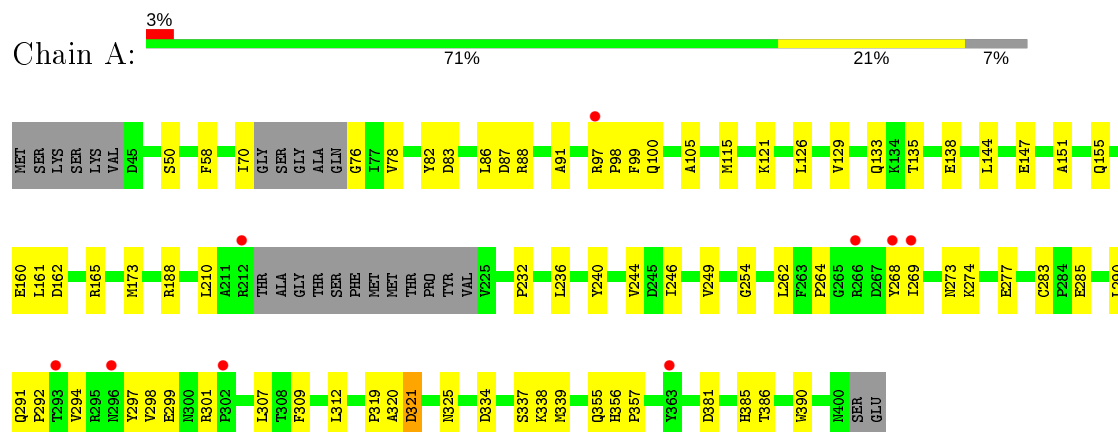 3%
Chain A:
71% 21% 7%
MET SER LYS SER LYS VAL D45 S50 F58 I70 GLY SER GLY ALA GLN G76 I77 V78 Y82 D83 L86 D87 R88 A91 R97 P98 F99 Q100 A105 M115 K121 L126 V129 Q133 K134 T135 E138 L144 E147 A151 Q155
E160 L161 D162 R165 M173 R188 L210 A211 R212 THR ALA GLY THR SER PHE MET MET THR PRO TYR VAL V225 P232 L236 Y240 V244 D245 I246 V249 G254 L262 F263 P264 G265 R266 D267 Y268 I269 N273 K274 E277 C283 P284 E285
Q291 P292 T293 V294 R295 N296 Y297 V298 E299 N300 R301 P302 L307 T308 F309 L312 P319 A320 D321 N325 D334 S337 K338 M339 Q355 H356 P357 Y363 D381 H385 T386 W390 N400 SER GLU